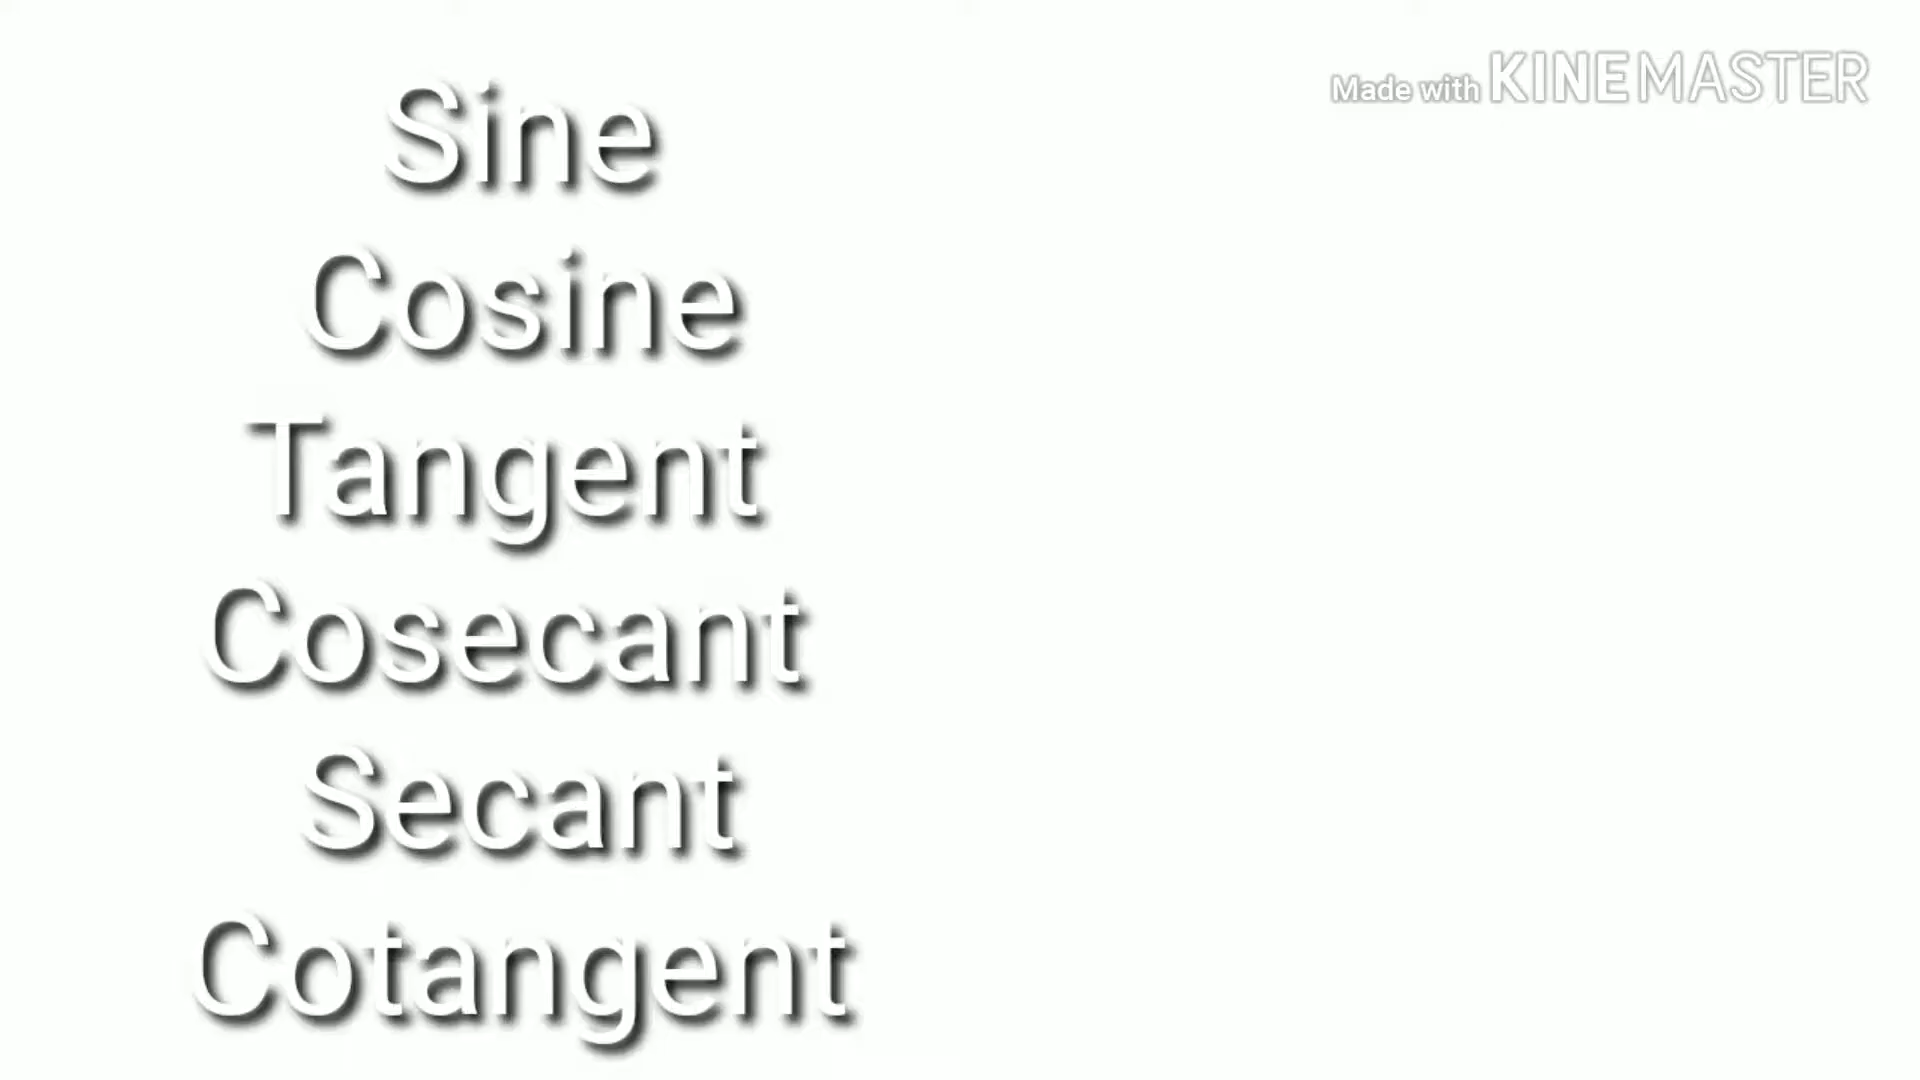 Made with KINEMASTER
Sine
Cosine
Tangent
Cosecant
Secant
Cotangent